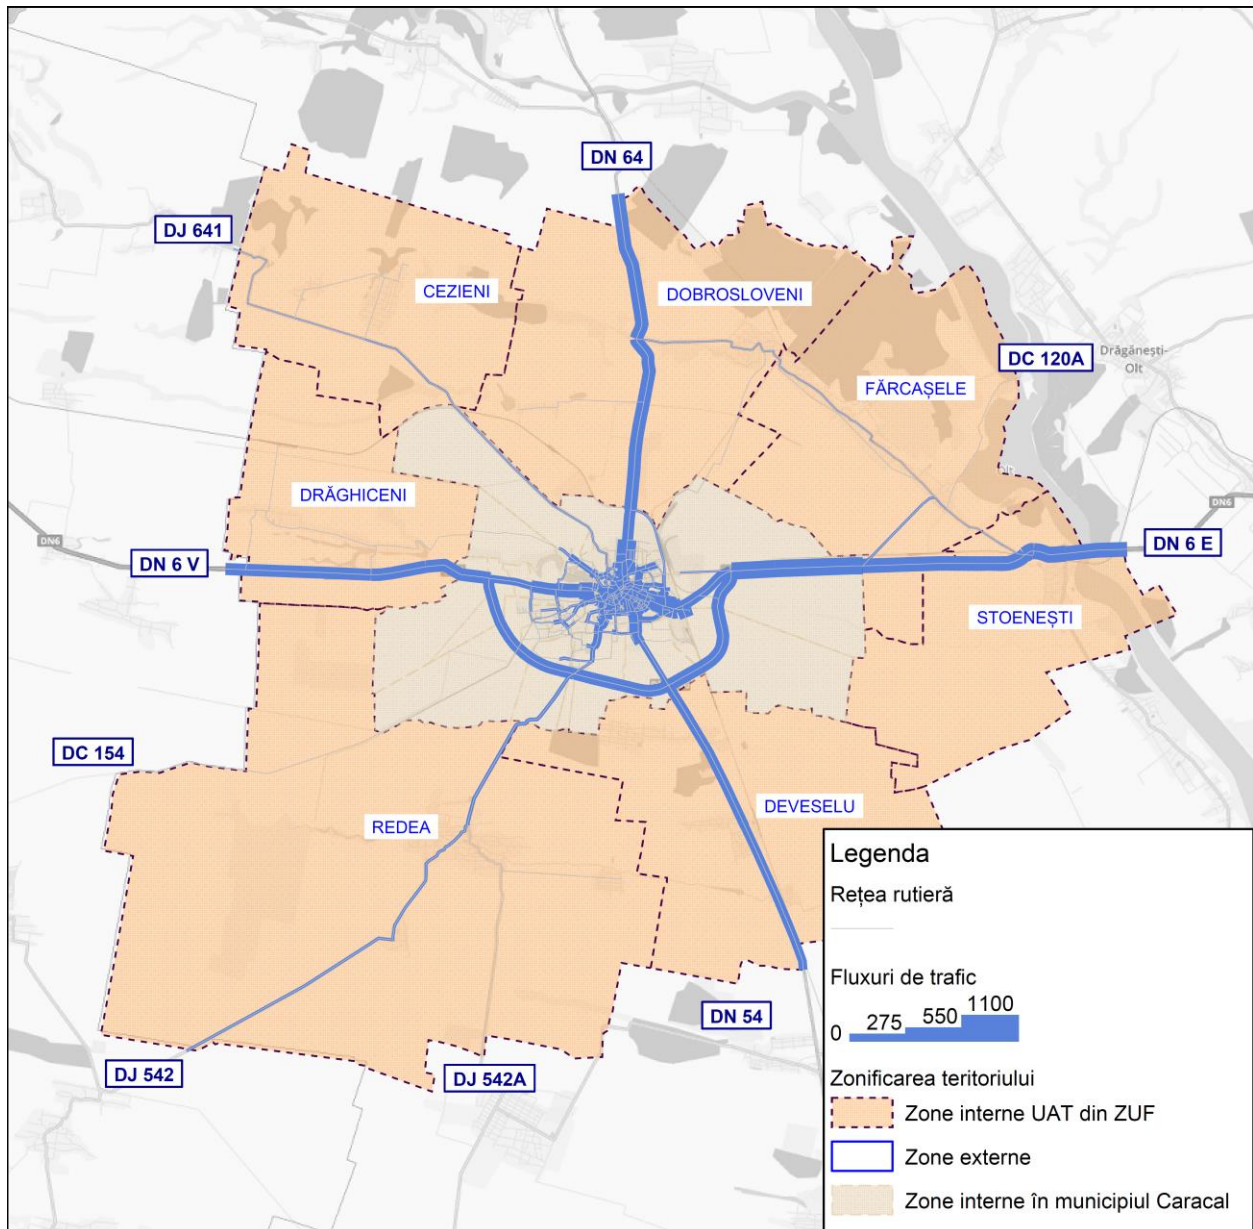 DN 64
DJ 641
CEZIENI
DOBROSLOVENI
DC 120A
Drăgănești-
Olt
FĂRCAȘELE
DRĂGHICENI
DN6
DN6
DN 6 V
DN 6 E
STOENEȘTI
DC 154
DEVESELU
REDEA
DN 54
DJ 542
DJ 542A
Legenda
Rețea rutieră
Fluxuri de trafic
0 275 550 1100
Zonificarea teritoriului
Zone interne UAT din ZUF
Zone externe
Zone interne în municipiul Caracal